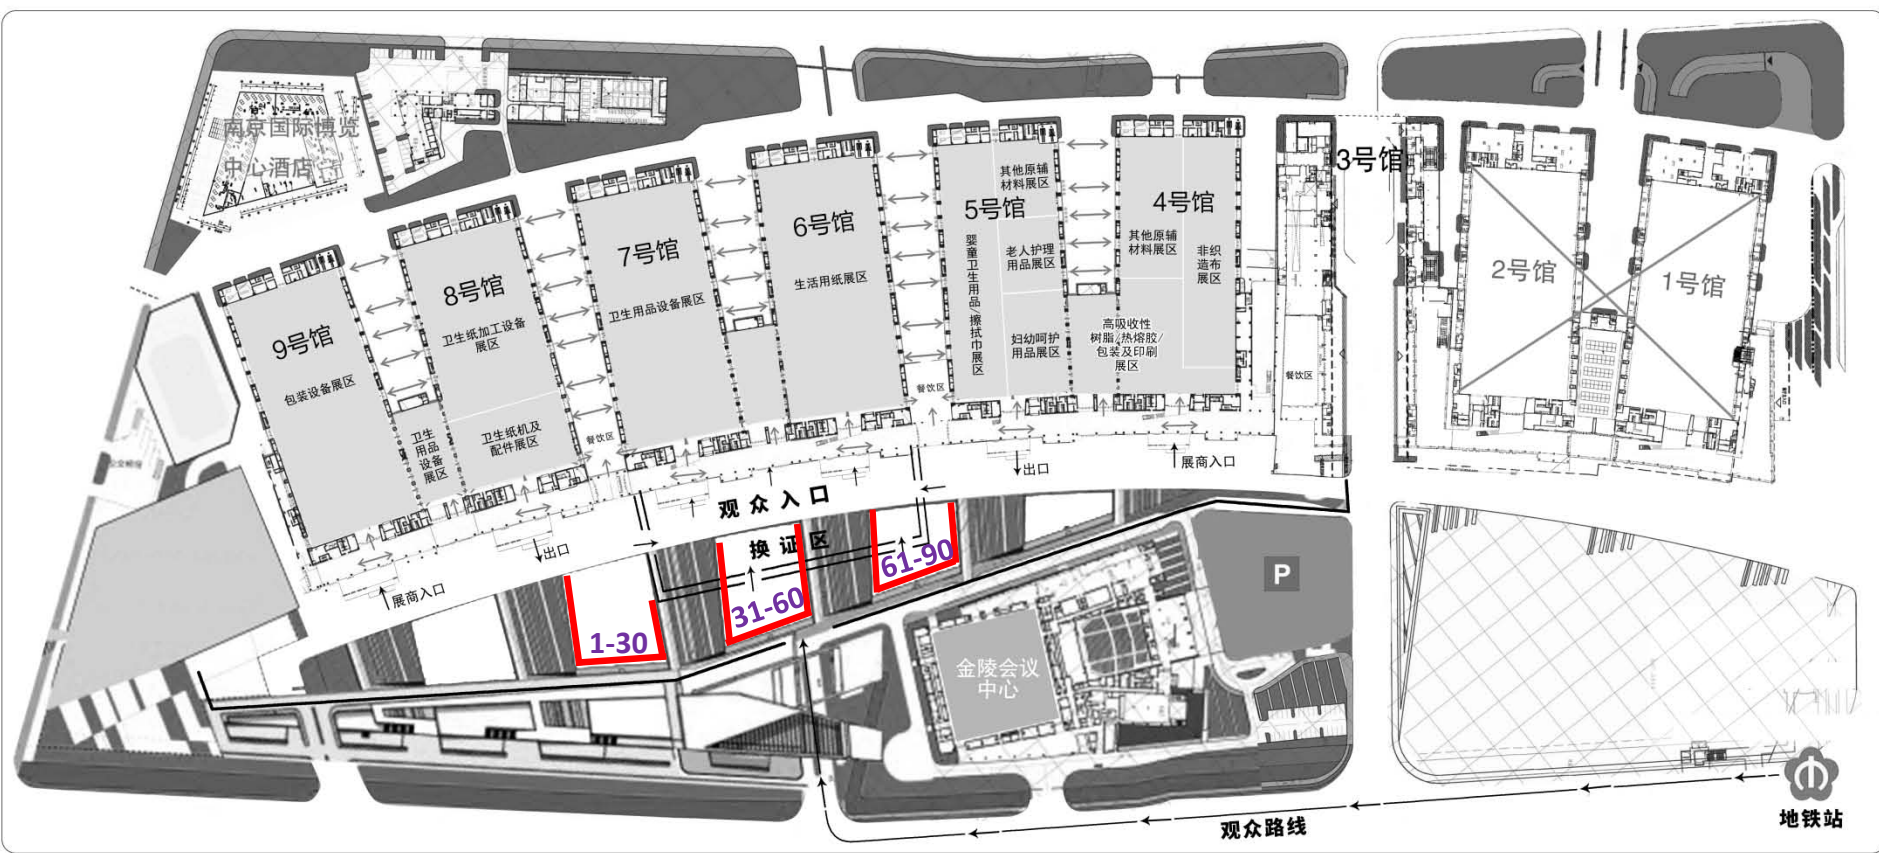 南京国际博览
中心酒店
9号馆
包装设备展区
8号馆
卫生纸加工设备
展区
卫生
用品
设备
展区
卫生纸机及
配件展区
7号馆
卫生用品设备展区
餐饮区
6号馆
生活用纸展区
餐饮区
5号馆
其他原辅
材料展区
婴童卫生用品/擦拭巾展区
老人护理
用品展区
妇幼呵护
用品展区
4号馆
其他原辅
材料展区
非织
造布
展区
高吸收性
树脂/热熔胶/
包装及印刷
展区
3号馆
餐饮区
2号馆
1号馆
展商入口
出口
观众入口
出口
展商入口
换证区
1-30
31-60
61-90
P
金陵会议
中心
观众路线
地铁站